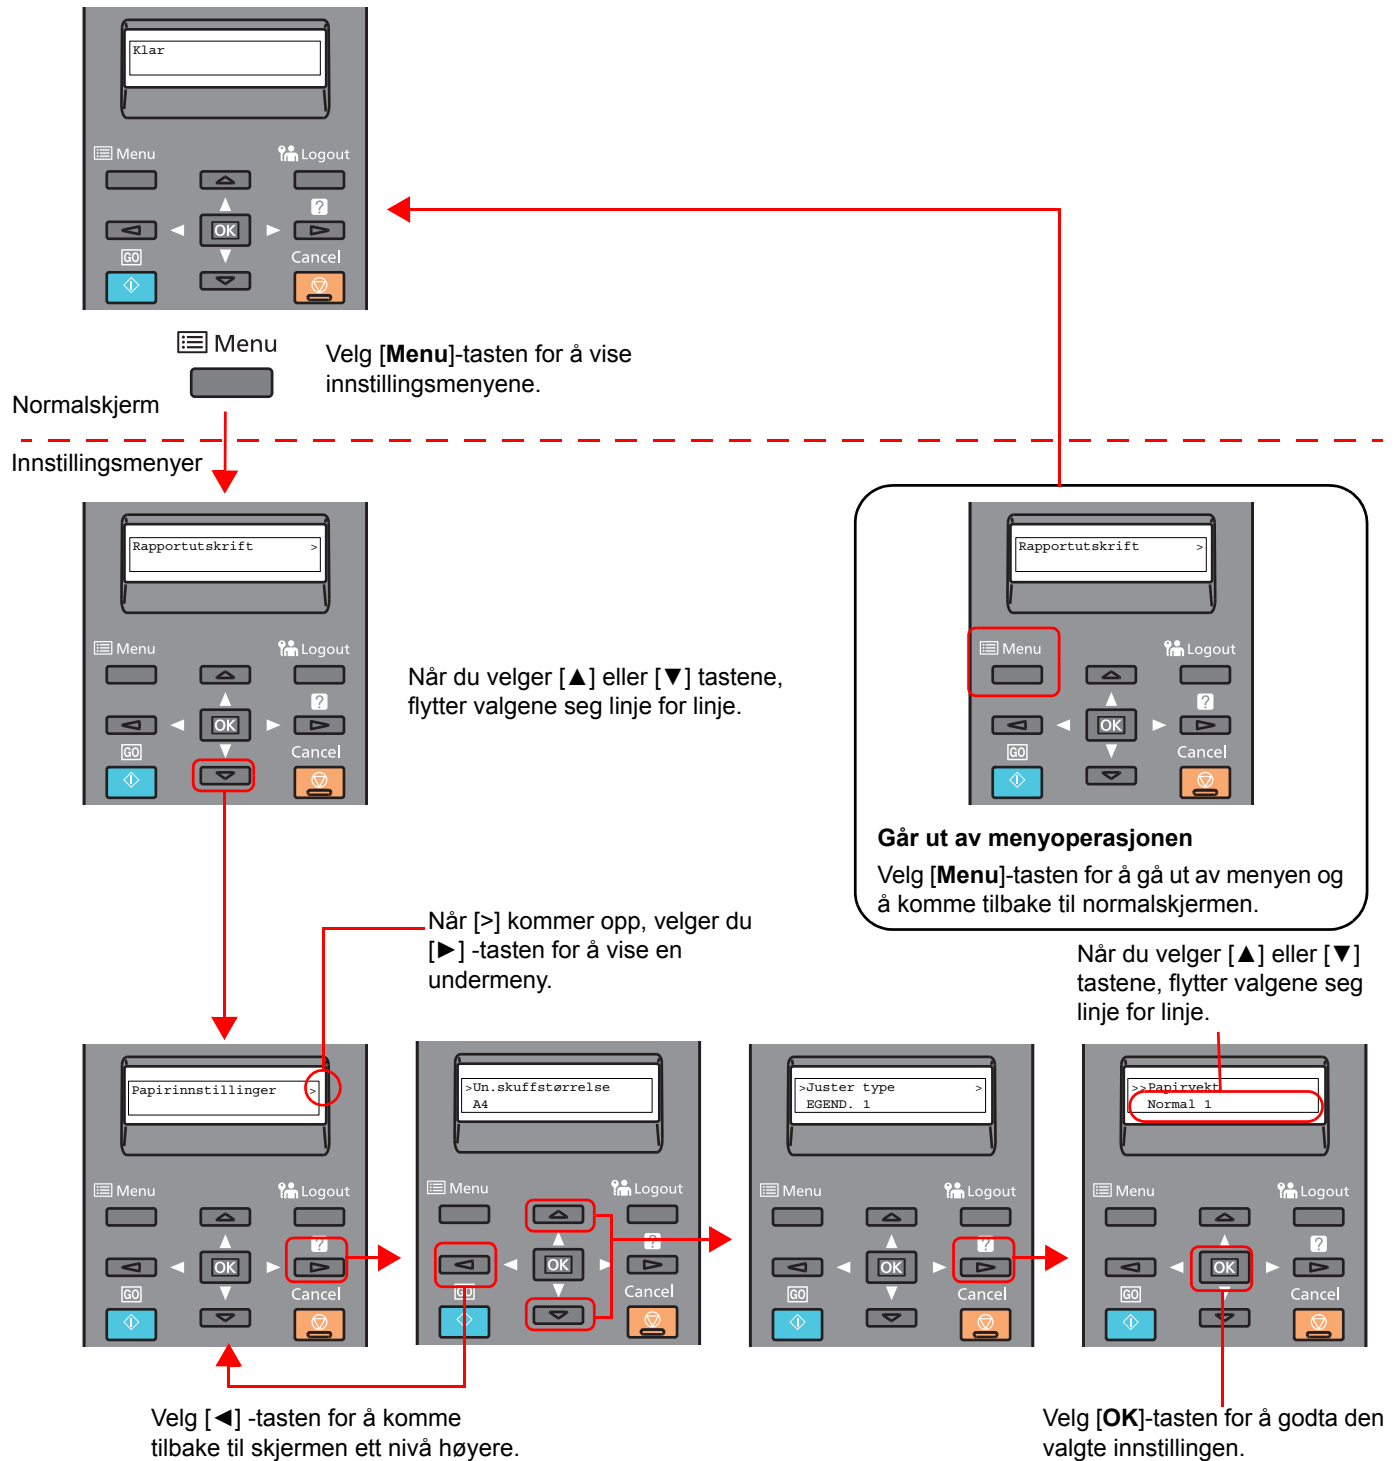 Klar
Menu
Logout
?
OK
GO
Cancel
Menu
Velg [Menu]-tasten for å vise
innstillingsmenyene.
Normalskjerm
Innstillingsmenyer
Rapportutskrift >
Menu
Logout
?
OK
GO
Cancel
Når du velger [▲] eller [▼] tastene,
flytter valgene seg linje for linje.
Rapportutskrift >
Menu
Logout
?
OK
GO
Cancel
Går ut av menyoperasjonen
Velg [Menu]-tasten for å gå ut av menyen og
å komme tilbake til normalskjermen.
Når [>] kommer opp, velger du
[►] -tasten for å vise en
undermeny.
Når du velger [▲] eller [▼]
tastene, flytter valgene seg
linje for linje.
Papirinnstillinger >
Menu
Logout
?
OK
GO
Cancel
>Un.skuffstørrelse
A4
Menu
Logout
?
OK
GO
Cancel
>Juster type >
EGEND. 1
Menu
Logout
?
OK
GO
Cancel
>>Papirvekt
Normal 1
Menu
Logout
?
OK
GO
Cancel
Velg [◄] -tasten for å komme
tilbake til skjermen ett nivå høyere.
Velg [OK]-tasten for å godta den
valgte innstillingen.